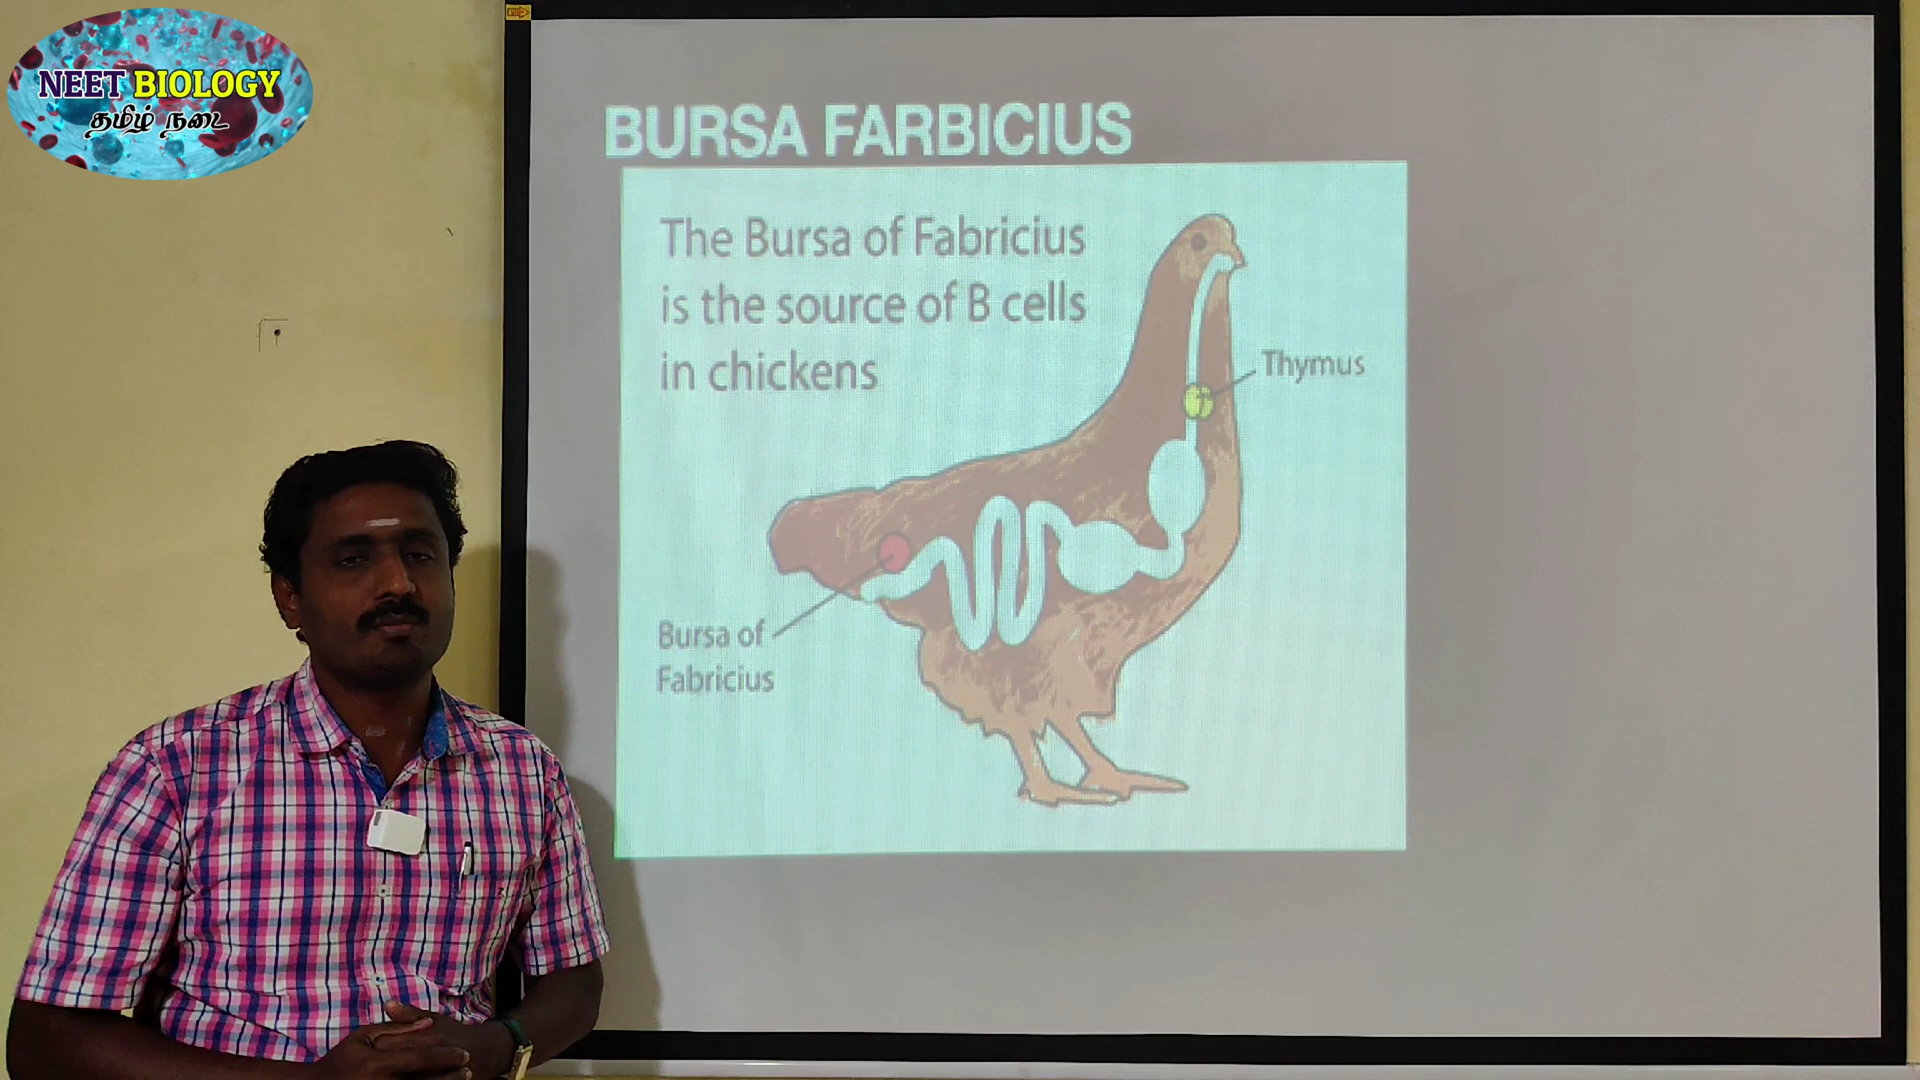 NEET BIOLOGY
தமிழ் நடை
BURSA FARBICIUS
The Bursa of Fabricius
is the source of B cells
in chickens
Thymus
Bursa of
Fabricius